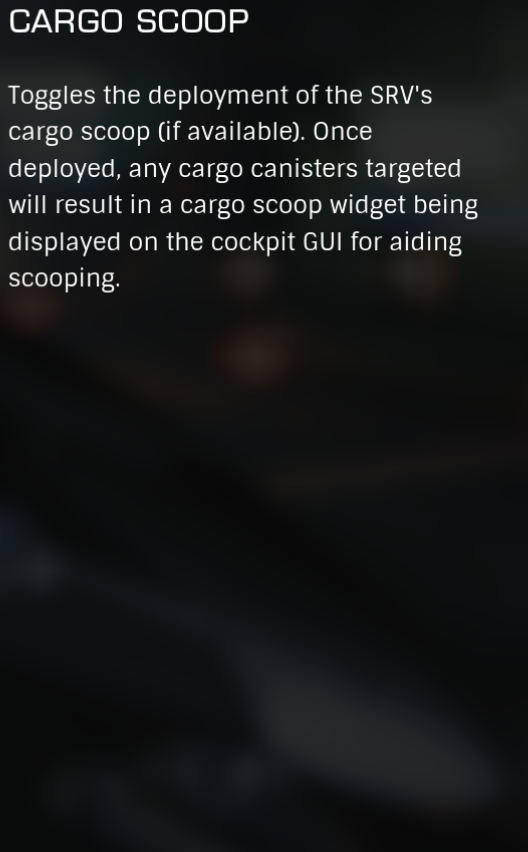 CARGO SCOOP
Toggles the deployment of the SRV's
cargo scoop (if available). Once
deployed, any cargo canisters targeted
will result in a cargo scoop widget being
displayed on the cockpit GUI for aiding
scooping.